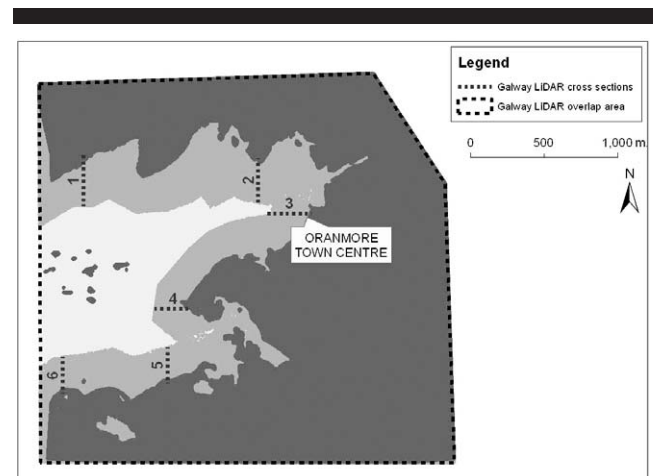 Legend
Galway LiDAR cross sections
Galway LiDAR overlap area
0 500 1,000 m.
N
1
2
3
ORANMORE
TOWN CENTRE
4
5
6